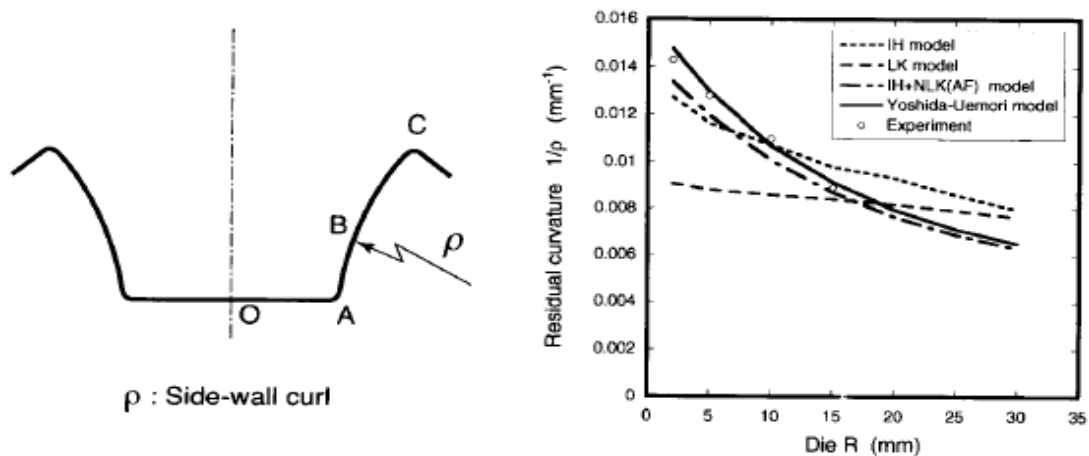 C
B
ρ
O
A
ρ : Side-wall curl
Residual curvature 1/ρ (mm⁻¹)
0.016
0.014
0.012
0.01
0.008
0.006
0.004
0.002
0
IH model
LK model
IH+NLK(AF) model
Yoshida-Uemori model
Experiment
0 5 10 15 20 25 30 35
Die R (mm)